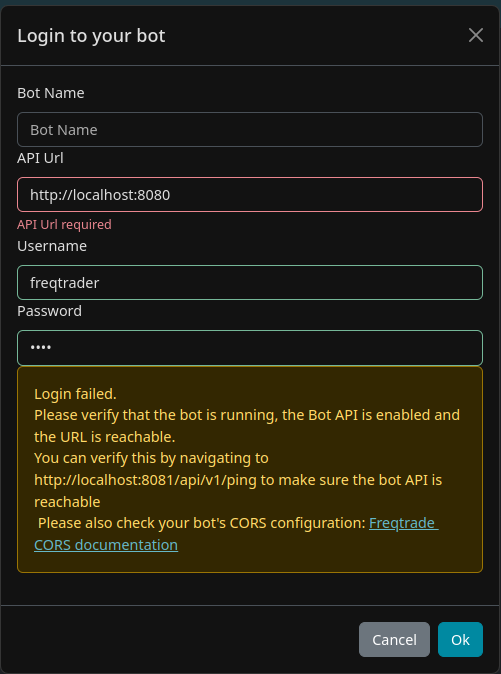 Login to your bot
Bot Name
Bot Name
API Url
http://localhost:8080
API Url required
Username
freqtrader
Password
••••
Login failed.
Please verify that the bot is running, the Bot API is enabled and
the URL is reachable.
You can verify this by navigating to
http://localhost:8081/api/v1/ping to make sure the bot API is
reachable
Please also check your bot's CORS configuration: Freqtrade
CORS documentation
Cancel
Ok